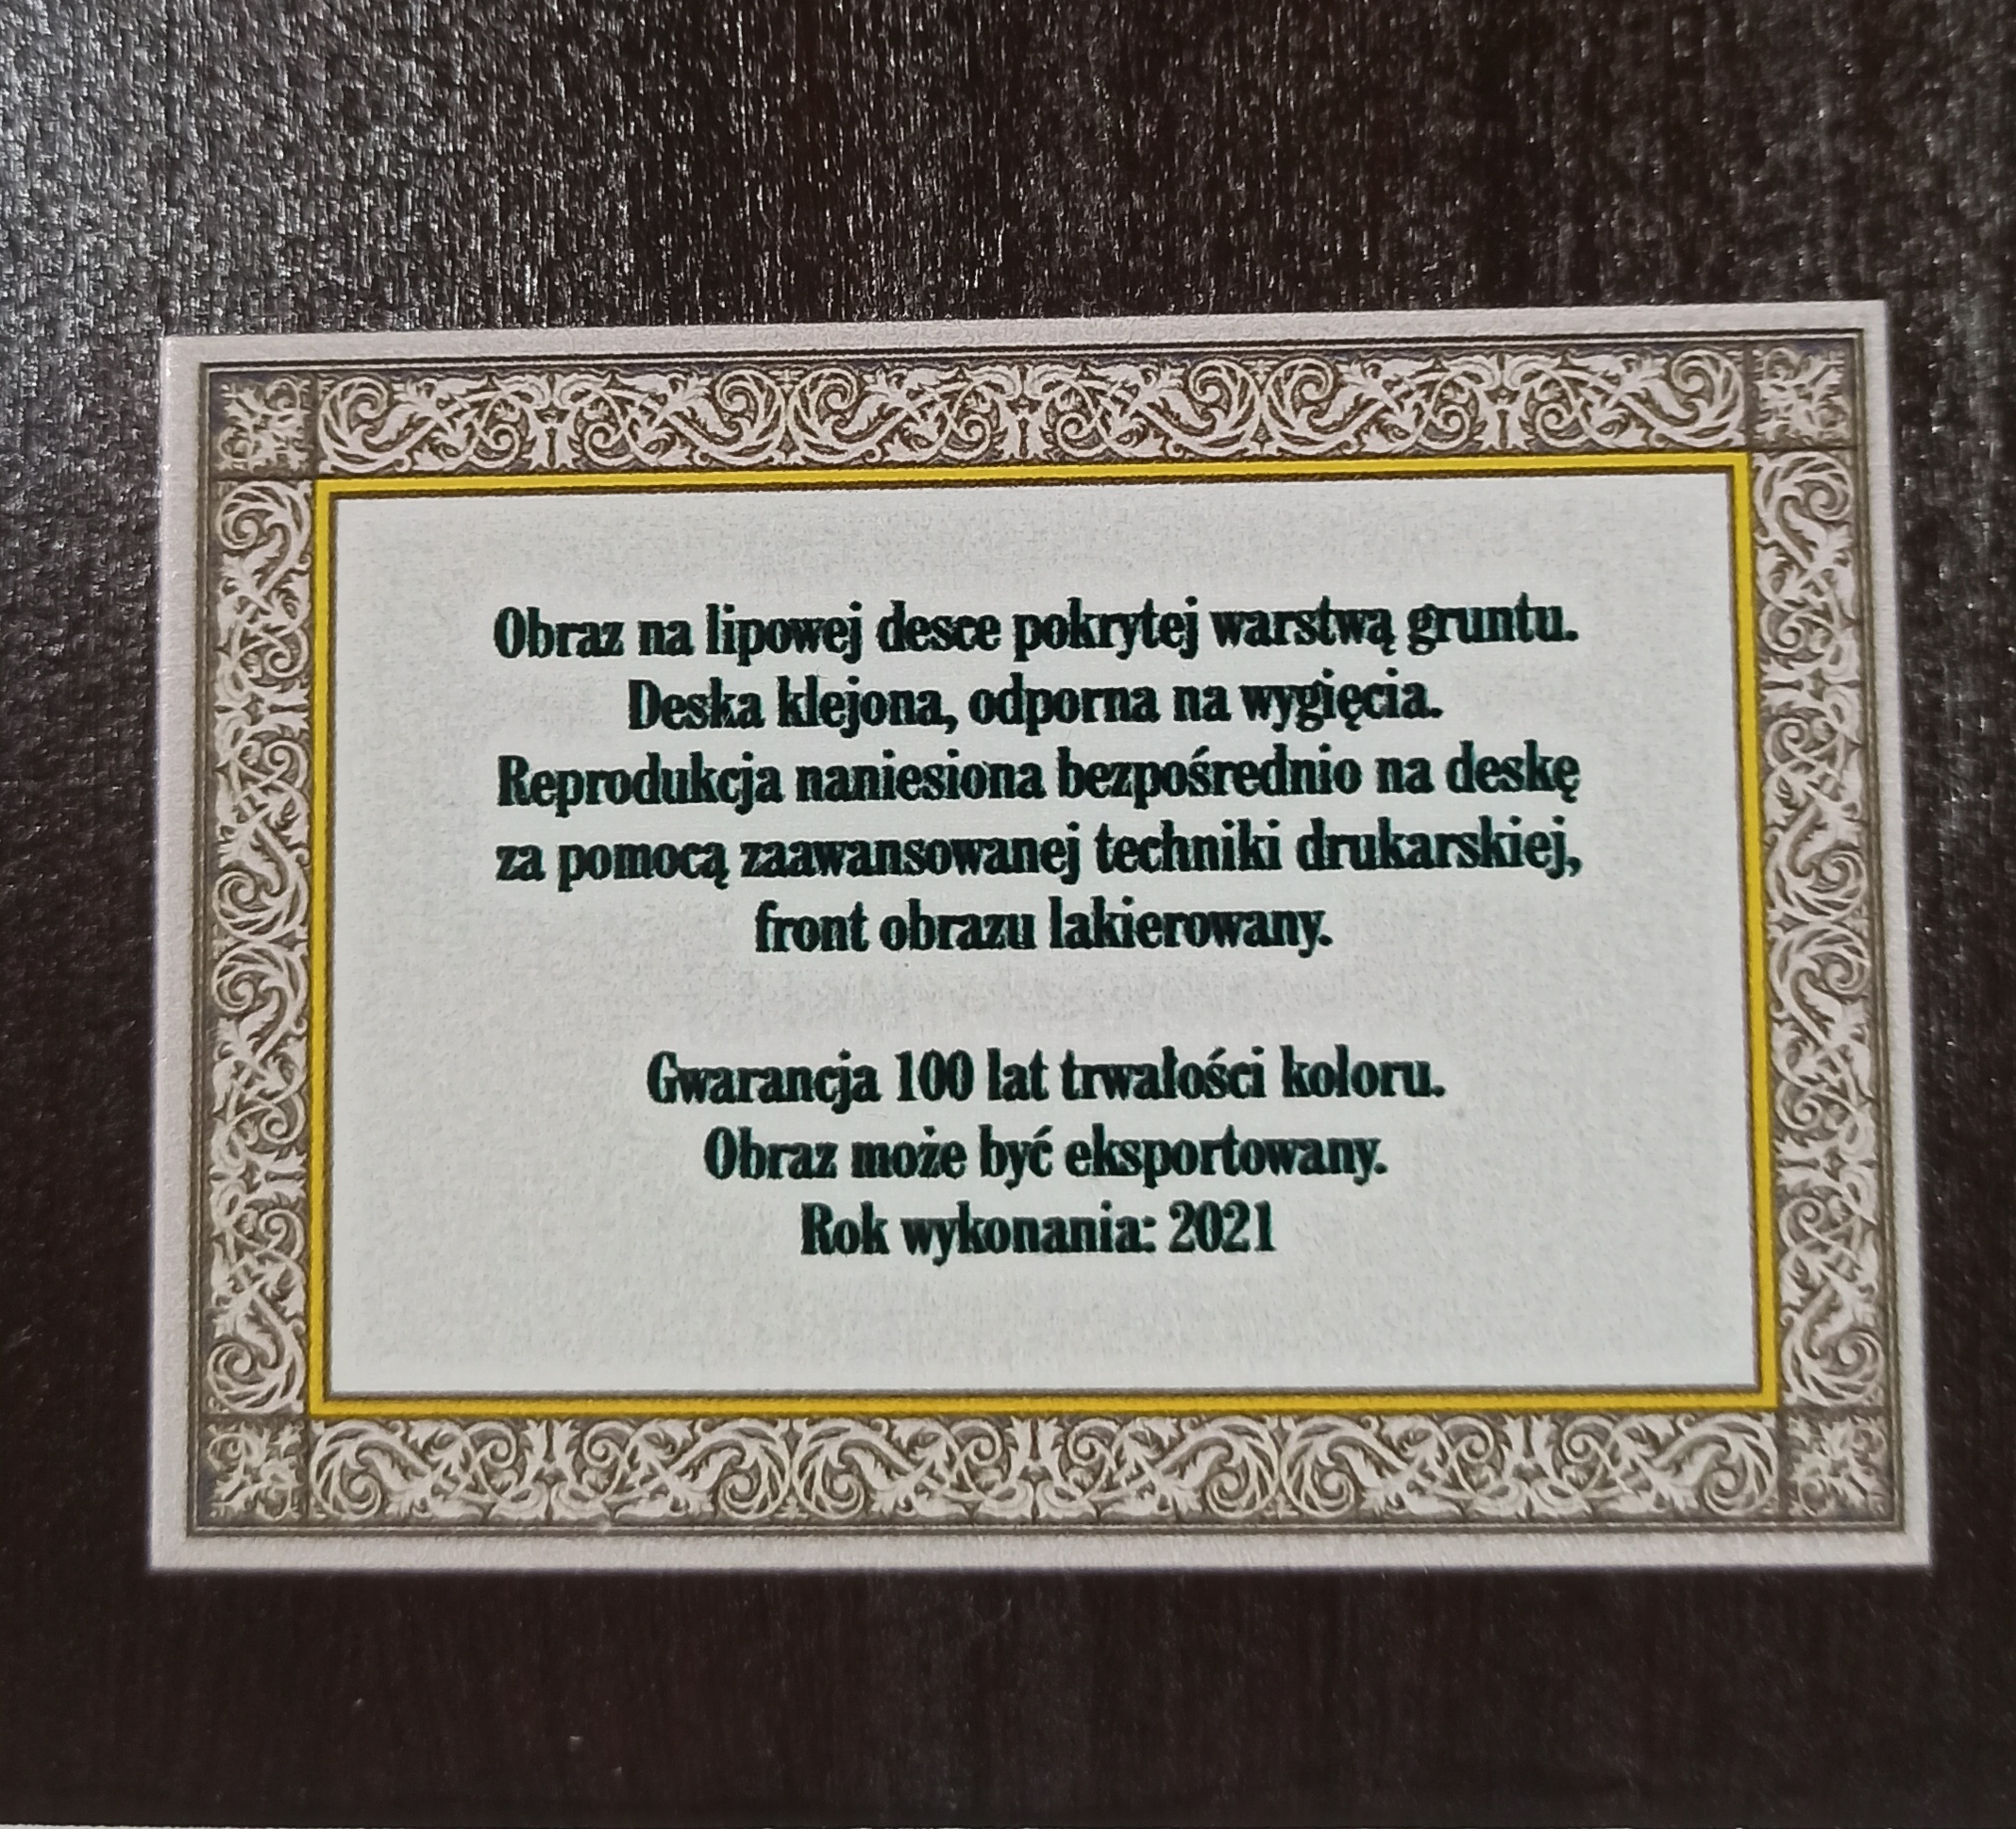 Obraz na lipowej desce pokrytej warstwą gruntu.
Deska klejona, odporna na wygięcia.
Reprodukcja naniesiona bezpośrednio na deskę
za pomocą zaawansowanej techniki drukarskiej,
front obrazu lakierowany.
Gwarancja 100 lat trwałości koloru.
Obraz może być eksportowany.
Rok wykonania: 2021